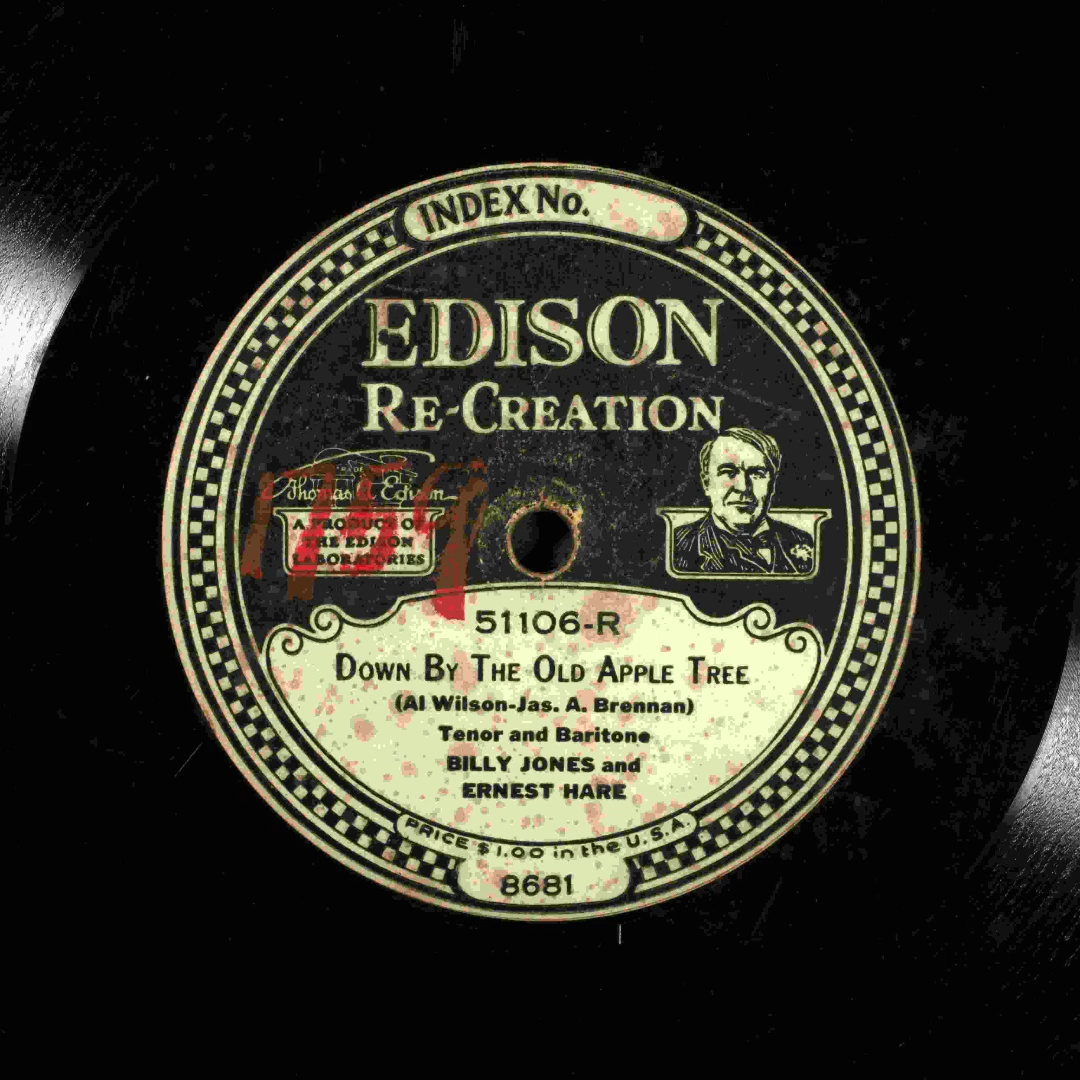 INDEX No.
EDISON
RE-CREATION
Thomas A Edison
A PRODUCT OF
THE EDISON
LABORATORIES
51106-R
DOWN BY THE OLD APPLE TREE
(Al Wilson-Jas. A. Brennan)
Tenor and Baritone
BILLY JONES and
ERNEST HARE
PRICE $1.00 in the U.S.A.
8681